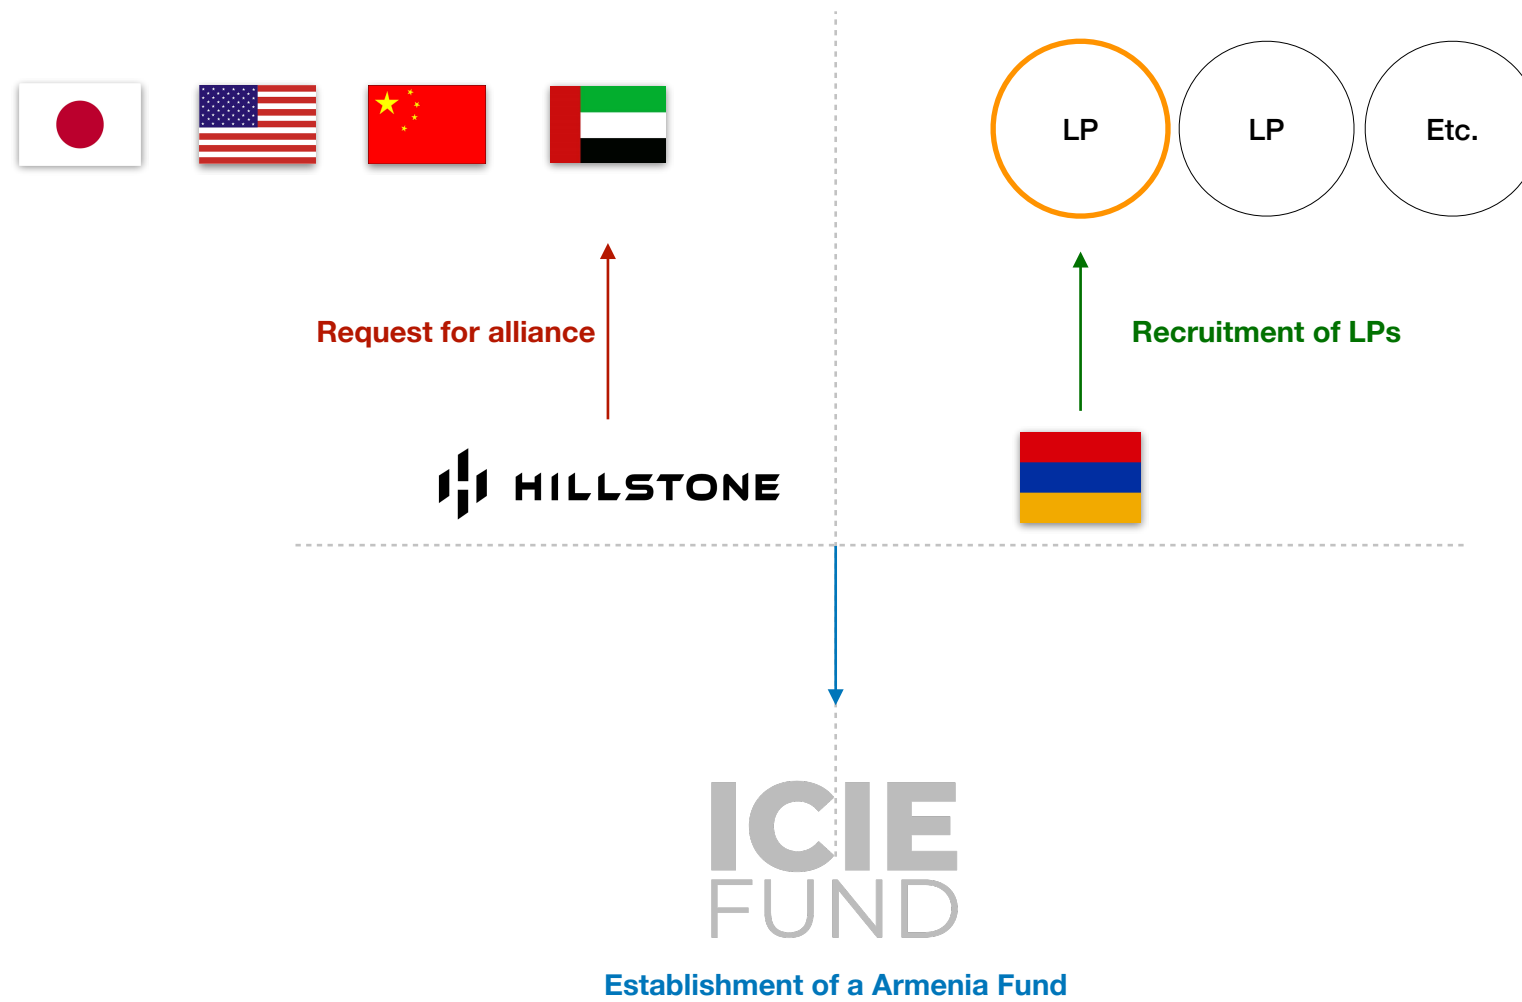 LP
LP
Etc.
Request for alliance
Recruitment of LPs
HILLSTONE
ICIE
FUND
Establishment of a Armenia Fund